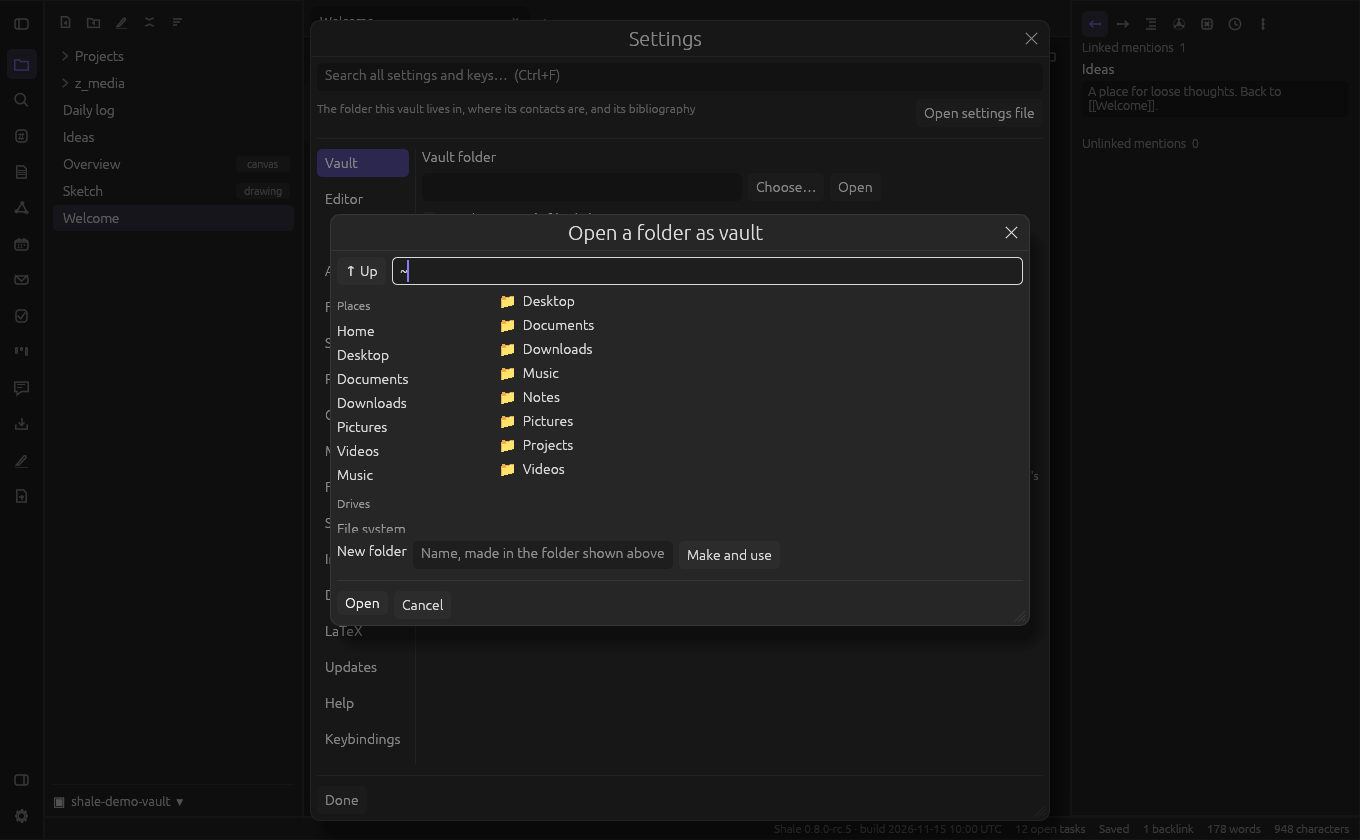 Welcome
Settings
Search all settings and keys... (Ctrl+F)
The folder this vault lives in, where its contacts are, and its bibliography
Open settings file
Projects
z_media
Daily log
Ideas
Overview canvas
Sketch drawing
Welcome
Vault
Editor
LaTeX
Updates
Help
Keybindings
Vault folder
Choose... Open
Open a folder as vault
↑ Up
~
Places
Home
Desktop
Documents
Downloads
Pictures
Videos
Music
Drives
File system
Desktop
Documents
Downloads
Music
Notes
Pictures
Projects
Videos
New folder Name, made in the folder shown above Make and use
Open Cancel
Done
Linked mentions 1
Ideas
A place for loose thoughts. Back to
[[Welcome]].
Unlinked mentions 0
shale-demo-vault ▼
Shale 0.8.0-rc.5 · build 2026-11-15 10:00 UTC 12 open tasks Saved 1 backlink 178 words 948 characters